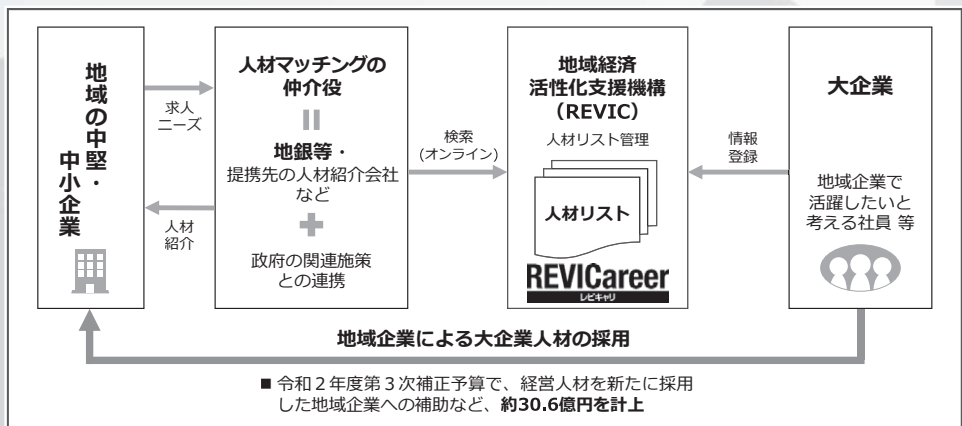 地域の中堅・
中小企業
求人
ニーズ
人材
紹介
人材マッチングの
仲介役
地銀等・
提携先の人材紹介会社
など
政府の関連施策
との連携
検索
(オンライン)
地域経済
活性化支援機構
（REVIC）
人材リスト管理
人材リスト
REVICareer
レビキャリ
情報
登録
大企業
地域企業で
活躍したいと
考える社員 等
地域企業による大企業人材の採用
■ 令和２年度第３次補正予算で、経営人材を新たに採用
した地域企業への補助など、約30.6億円を計上